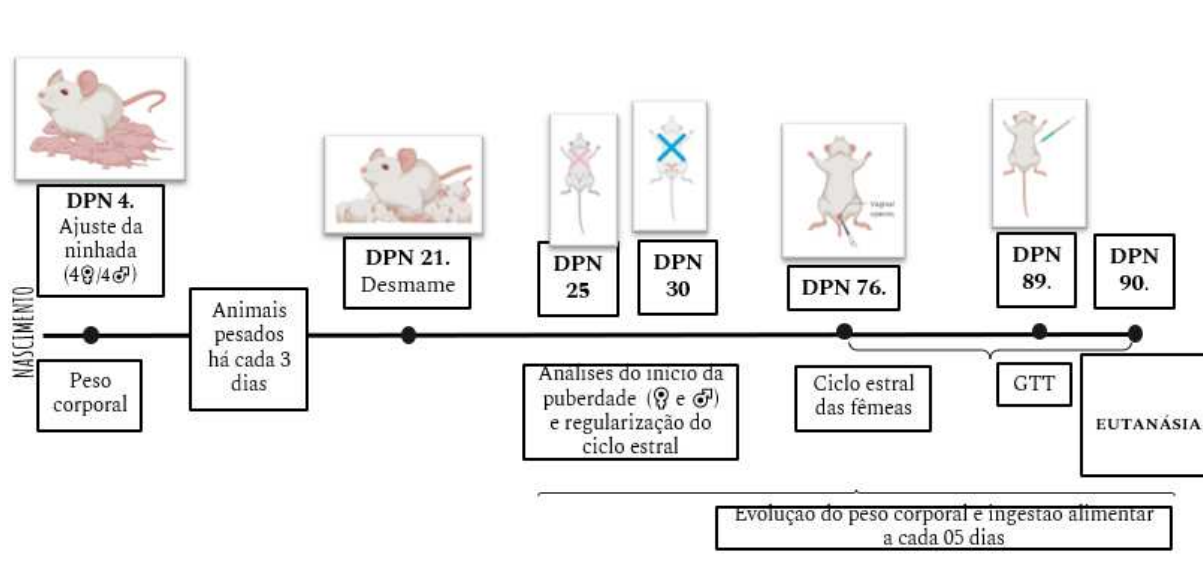 DPN 4.
Ajuste da
ninhada
(4♀/4♂)
DPN 21.
Desmame
DPN
25
DPN
30
Vaginal
opening
DPN 76.
DPN
89.
DPN
90.
NASCIMENTO
Peso
corporal
Animais
pesados
há cada 3
dias
Análises do início da
puberdade (♀ e ♂)
e regularização do
ciclo estral
Ciclo estral
das fêmeas
GTT
EUTANÁSIA
Evolução do peso corporal e ingestão alimentar
a cada 05 dias